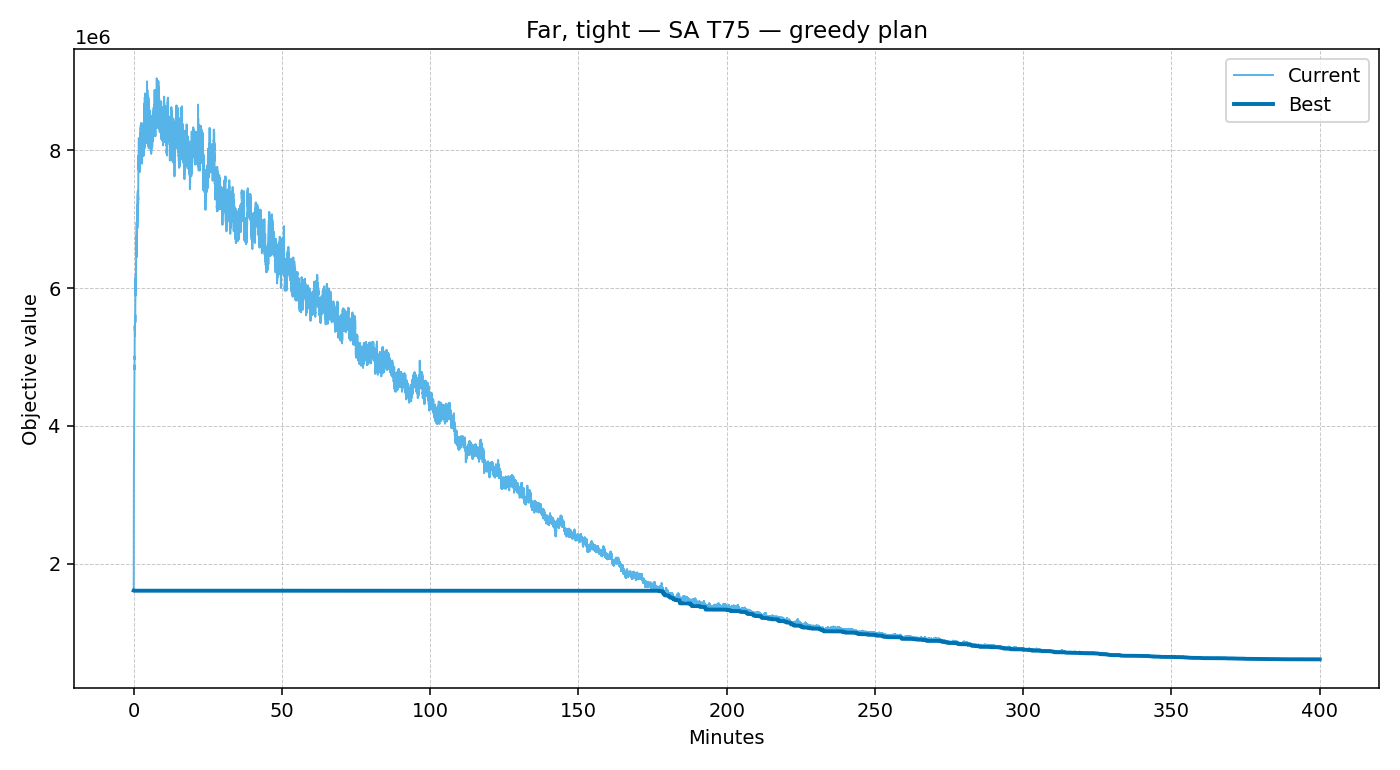 Far, tight — SA T75 — greedy plan
1e6
Current
Best
8
6
4
2
Objective value
0 50 100 150 200 250 300 350 400
Minutes